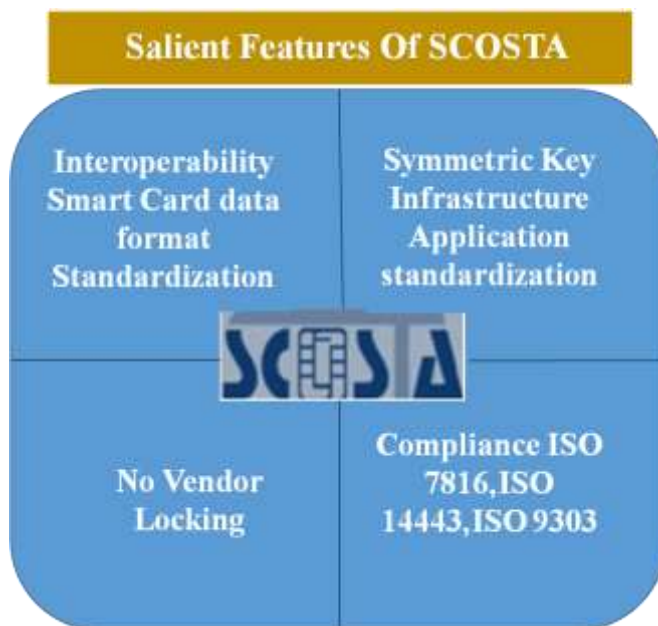 Salient Features Of SCOSTA
Interoperability
Smart Card data
format
Standardization
Symmetric Key
Infrastructure
Application
standardization
SCOSTA
No Vendor
Locking
Compliance ISO
7816,ISO
14443,ISO 9303